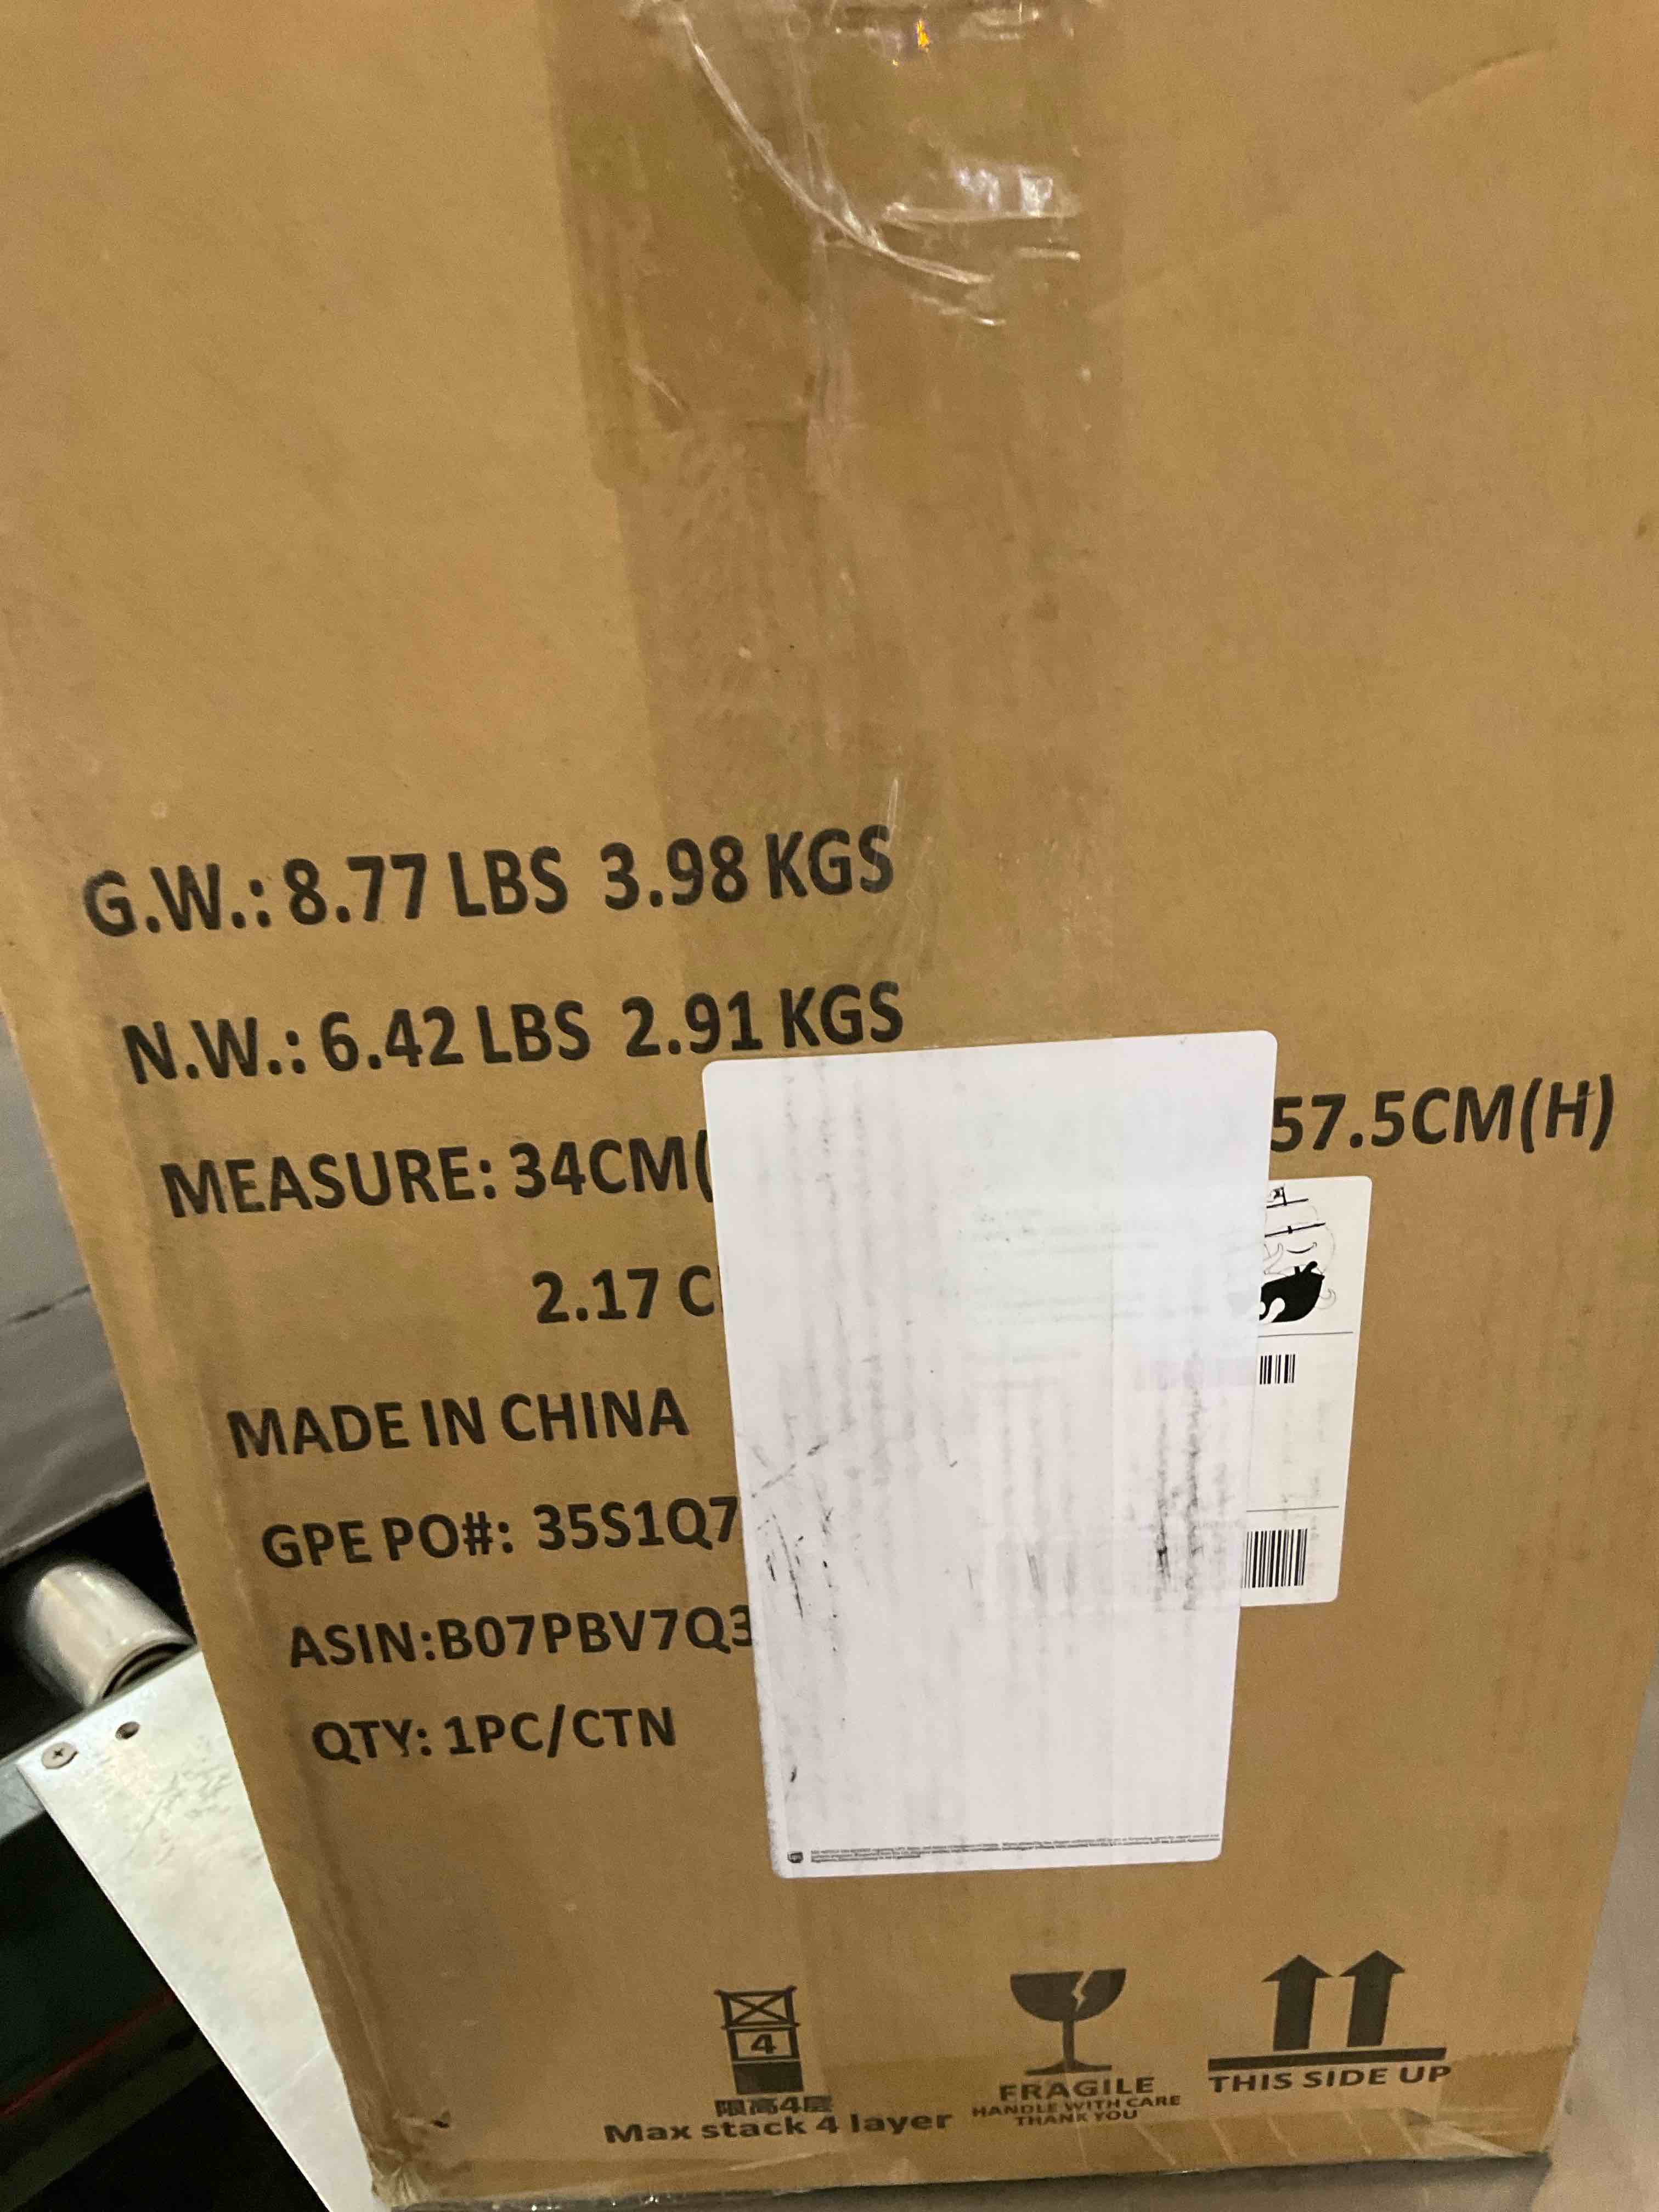 G.W.: 8.77 LBS 3.98 KGS
N.W.: 6.42 LBS 2.91 KGS
MEASURE: 34CM( 57.5CM(H)
2.17 C
MADE IN CHINA
GPE PO#: 35S1Q7
ASIN:B07PBV7Q3
QTY: 1PC/CTN
4
限高4层
Max stack 4 layer
FRAGILE
HANDLE WITH CARE
THANK YOU
THIS SIDE UP